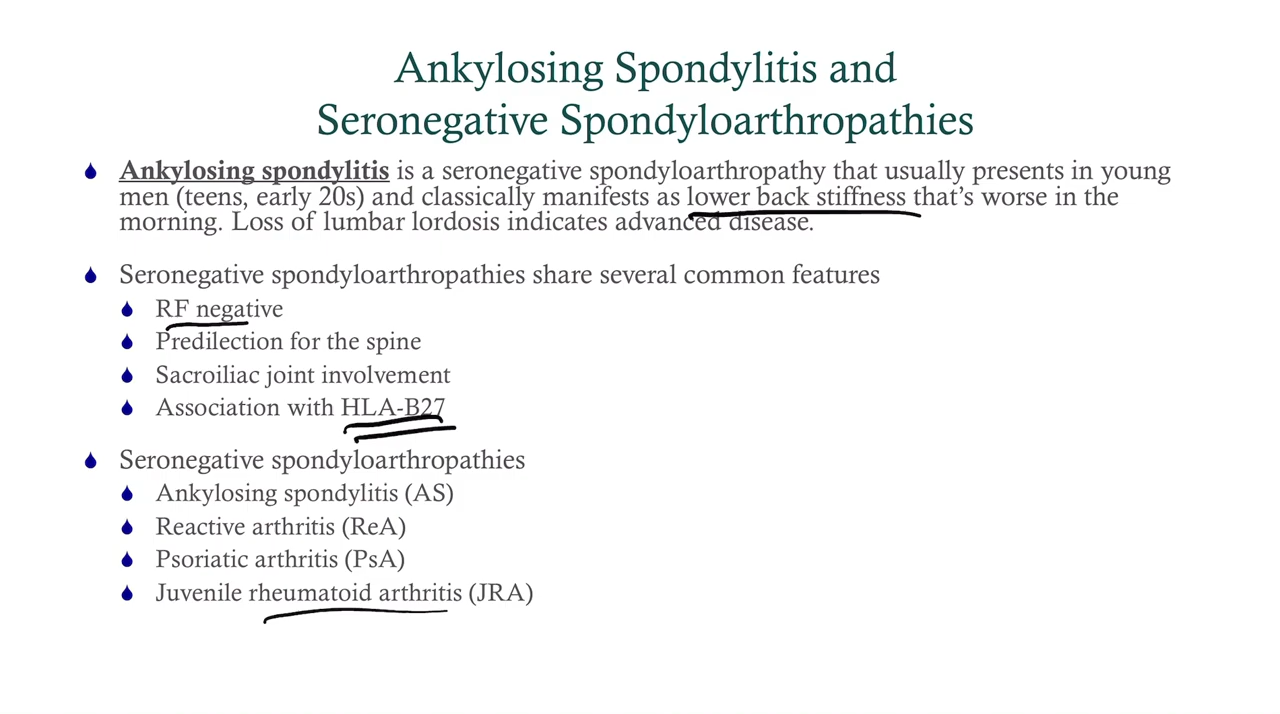 Ankylosing Spondylitis and
Seronegative Spondyloarthropathies
Ankylosing spondylitis is a seronegative spondyloarthropathy that usually presents in young
men (teens, early 20s) and classically manifests as lower back stiffness that's worse in the
morning. Loss of lumbar lordosis indicates advanced disease.
Seronegative spondyloarthropathies share several common features
RF negative
Predilection for the spine
Sacroiliac joint involvement
Association with HLA-B27
Seronegative spondyloarthropathies
Ankylosing spondylitis (AS)
Reactive arthritis (ReA)
Psoriatic arthritis (PsA)
Juvenile rheumatoid arthritis (JRA)